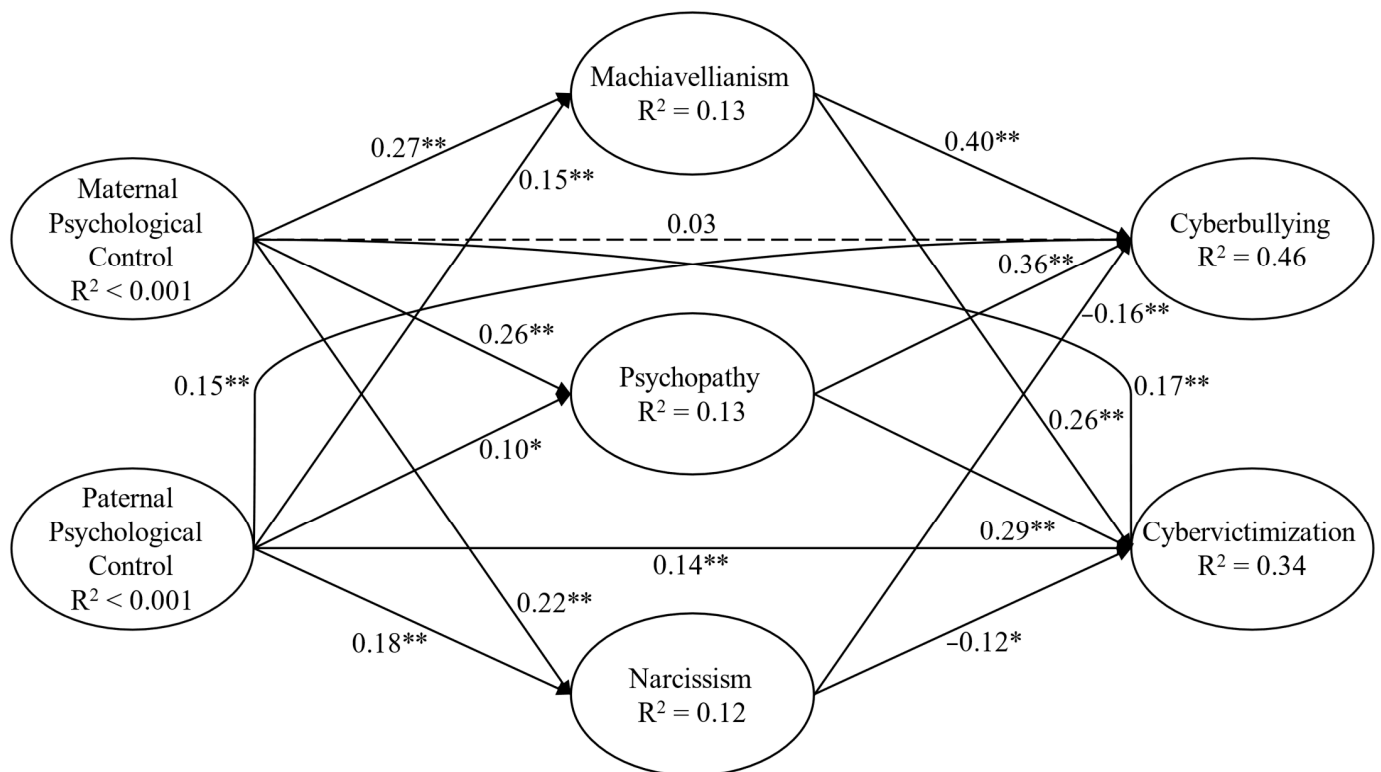 Machiavellianism
R² = 0.13
0.27**
0.40**
0.15**
Maternal
Psychological
Control
R² < 0.001
0.03
Cyberbullying
R² = 0.46
0.36**
−0.16**
0.26**
Psychopathy
R² = 0.13
0.15**
0.17**
0.26**
0.10*
Paternal
Psychological
Control
R² < 0.001
0.29**
Cybervictimization
R² = 0.34
0.14**
0.22**
0.18**
−0.12*
Narcissism
R² = 0.12